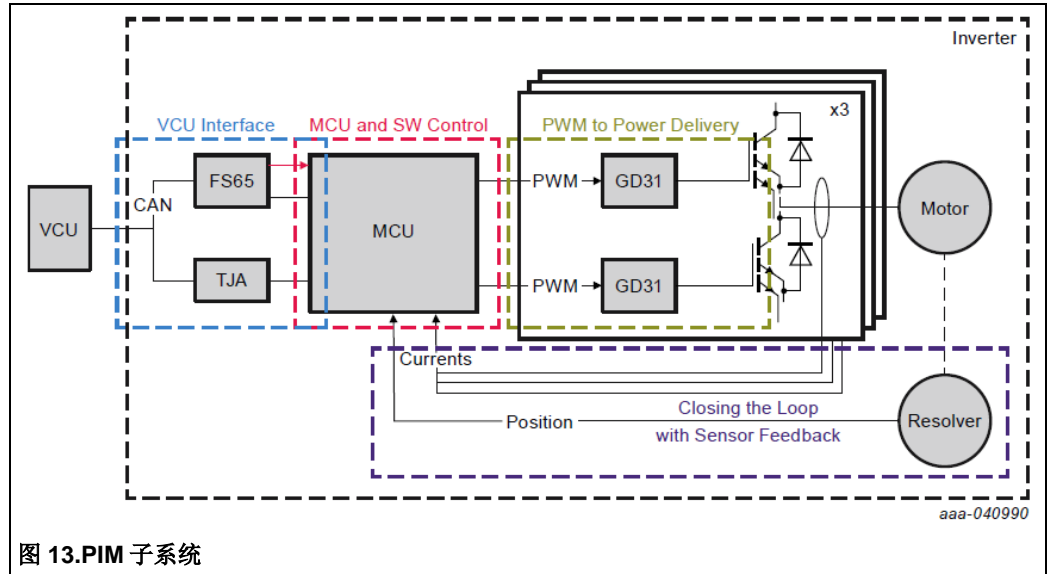 Inverter
x3
VCU Interface
MCU and SW Control
PWM to Power Delivery
FS65
PWM
GD31
CAN
VCU
MCU
Motor
TJA
PWM
GD31
Currents
Closing the Loop
with Sensor Feedback
Position
Resolver
aaa-040990
图 13.PIM 子系统